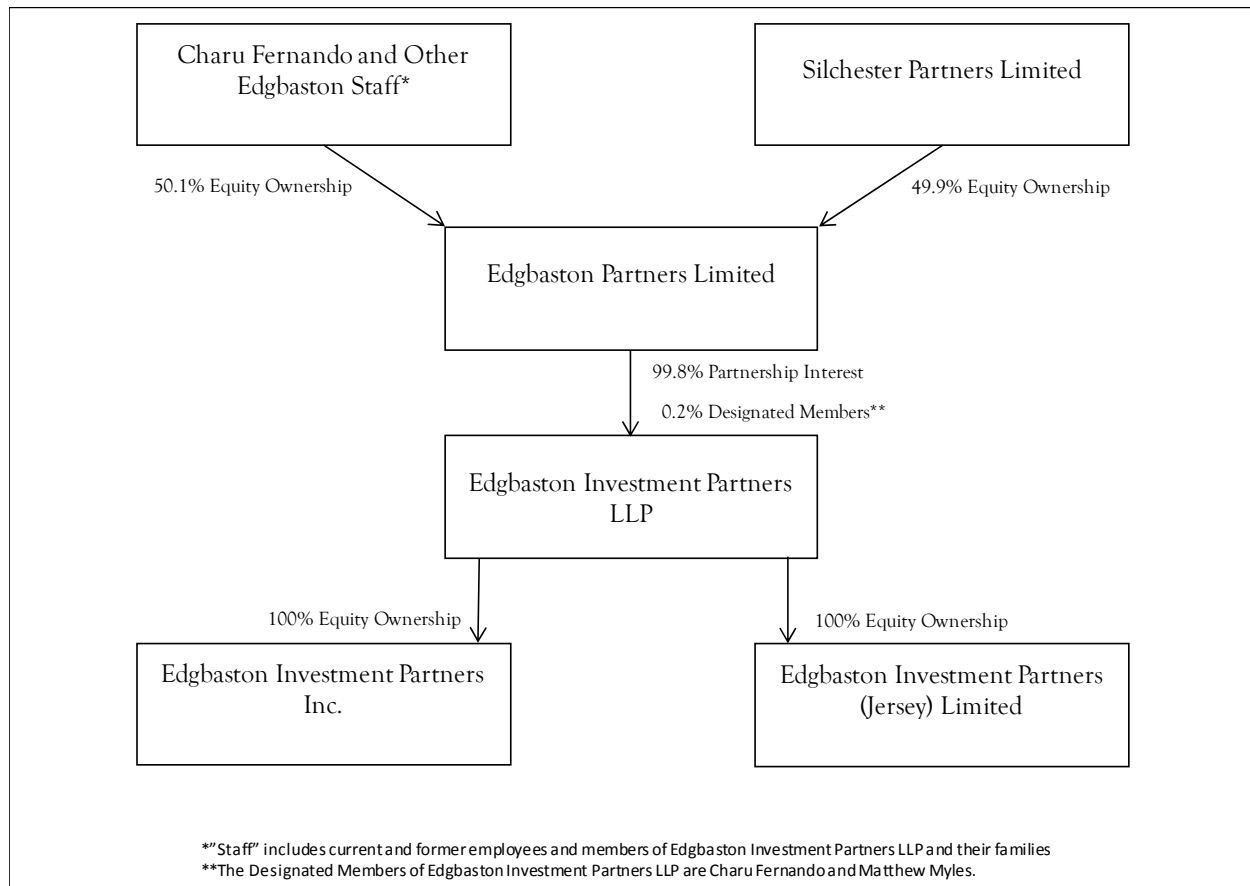 Charu Fernando and Other
Edgbaston Staff*
Silchester Partners Limited
50.1% Equity Ownership
49.9% Equity Ownership
Edgbaston Partners Limited
99.8% Partnership Interest
0.2% Designated Members**
Edgbaston Investment Partners
LLP
100% Equity Ownership
100% Equity Ownership
Edgbaston Investment Partners
Inc.
Edgbaston Investment Partners
(Jersey) Limited
*”Staff” includes current and former employees and members of Edgbaston Investment Partners LLP and their families
**The Designated Members of Edgbaston Investment Partners LLP are Charu Fernando and Matthew Myles.